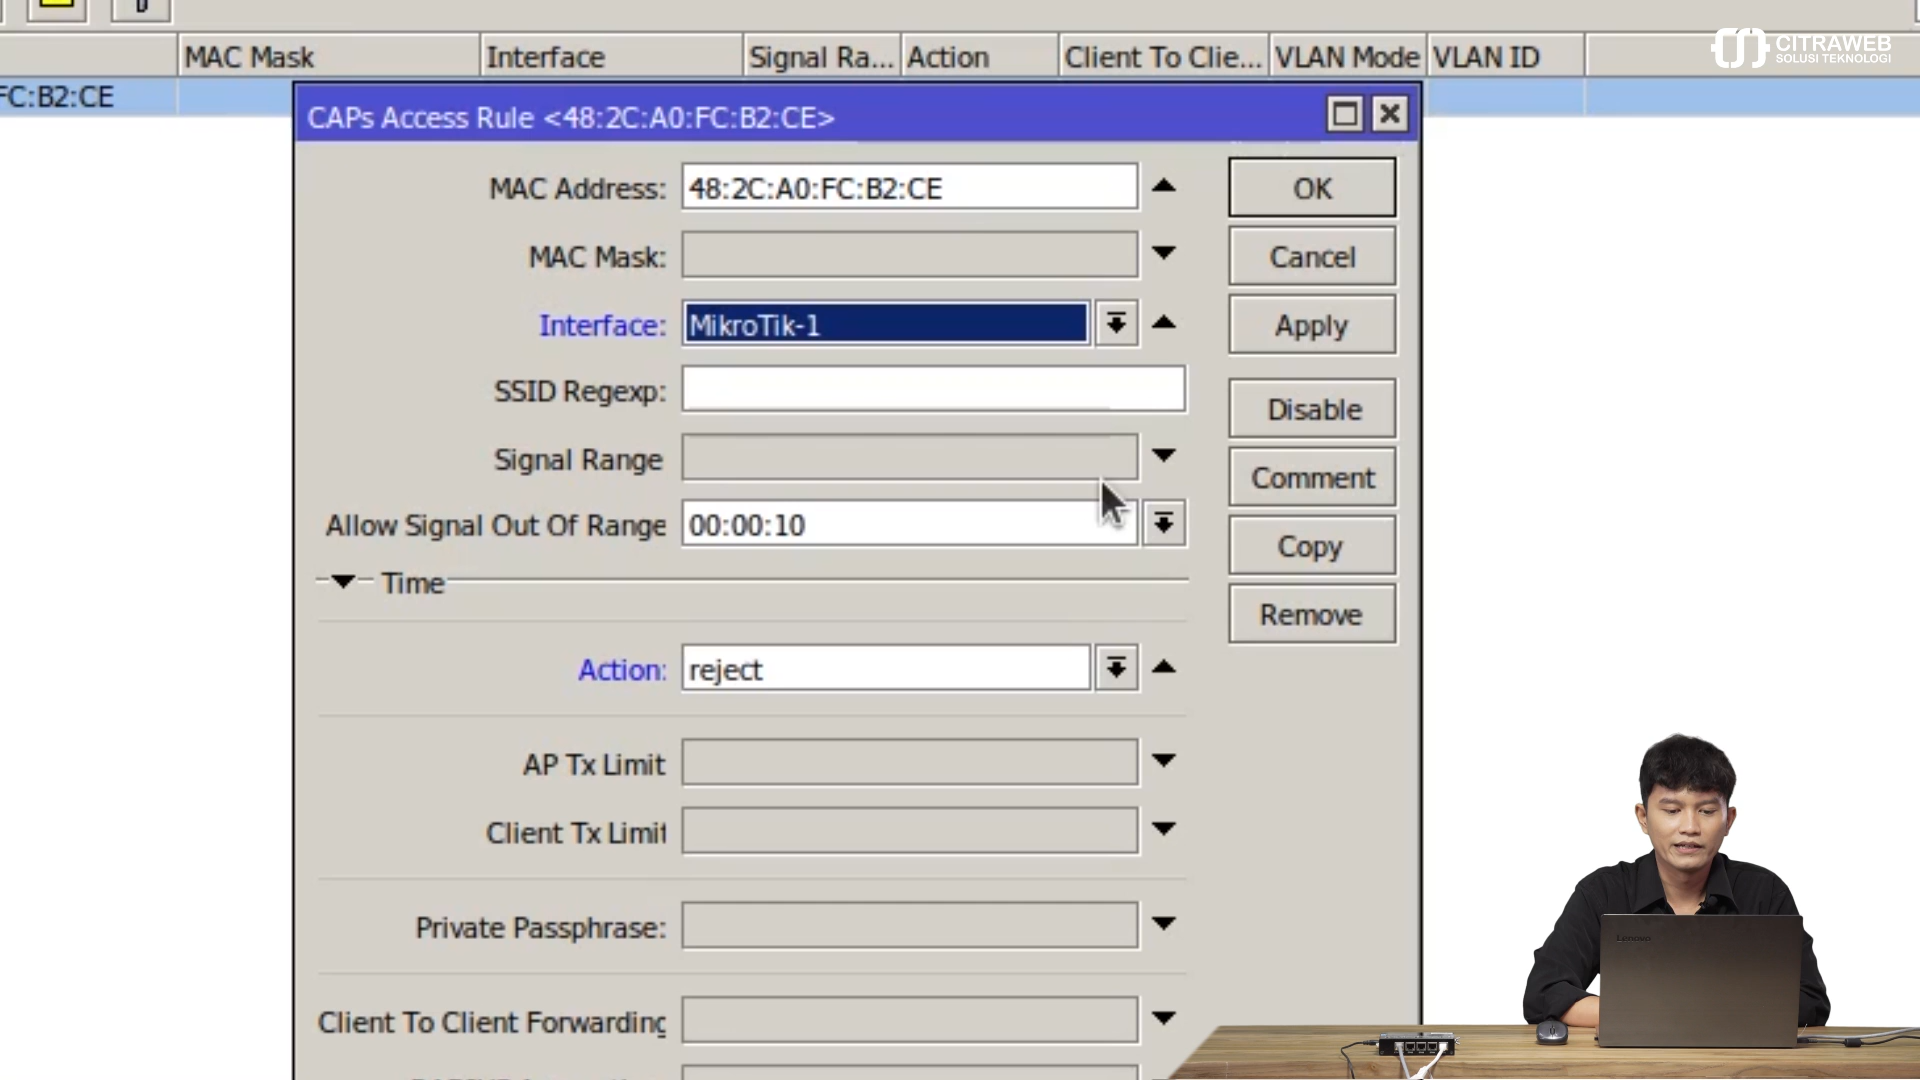 MAC Mask
Interface
Signal Ra...
Action
Client To Clie...
VLAN Mode
VLAN ID
CITRAWEB
SOLUSI TEKNOLOGI
FC:B2:CE
CAPs Access Rule <48:2C:A0:FC:B2:CE>
MAC Address: 48:2C:A0:FC:B2:CE
OK
MAC Mask:
Cancel
Interface: MikroTik-1
Apply
SSID Regexp:
Disable
Signal Range
Comment
Allow Signal Out Of Range 00:00:10
Copy
Time
Remove
Action: reject
AP Tx Limit
Client Tx Limit
Private Passphrase:
Lenovo
Client To Client Forwarding